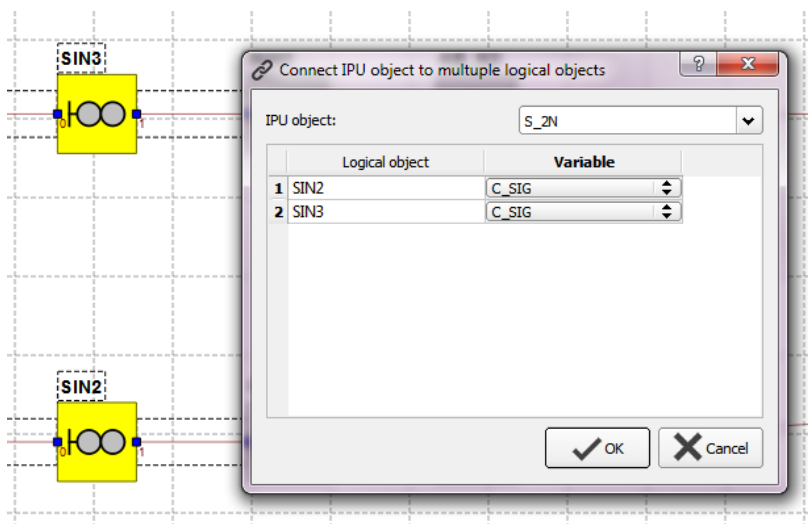 SIN3
0 1
Connect IPU object to multuple logical objects
?
IPU object: S_2N
Logical object Variable
1 SIN2 C_SIG
2 SIN3 C_SIG
SIN2
0 1
OK Cancel